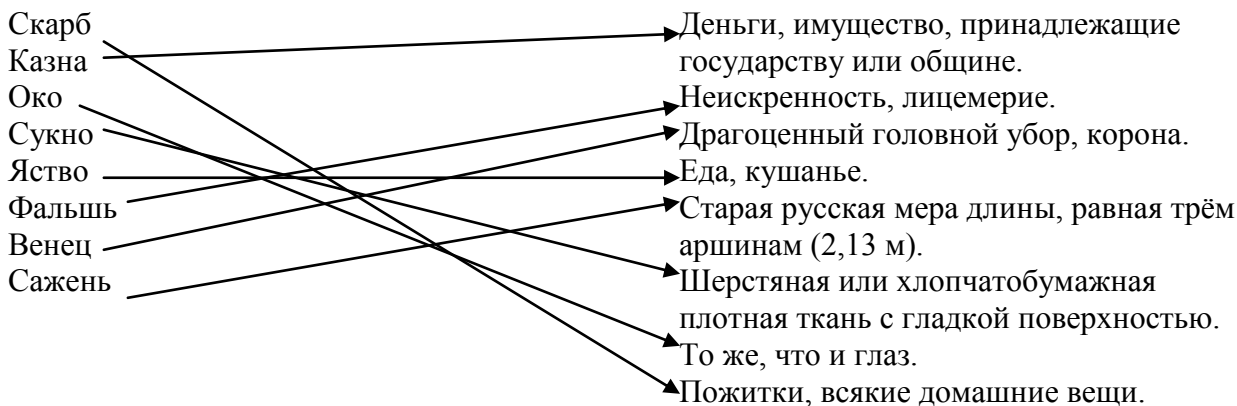 Скарб
Казна
Око
Сукно
Яство
Фальшь
Венец
Сажень
Деньги, имущество, принадлежащие
государству или общине.
Неискренность, лицемерие.
Драгоценный головной убор, корона.
Еда, кушанье.
Старая русская мера длины, равная трём
аршинам (2,13 м).
Шерстяная или хлопчатобумажная
плотная ткань с гладкой поверхностью.
То же, что и глаз.
Пожитки, всякие домашние вещи.